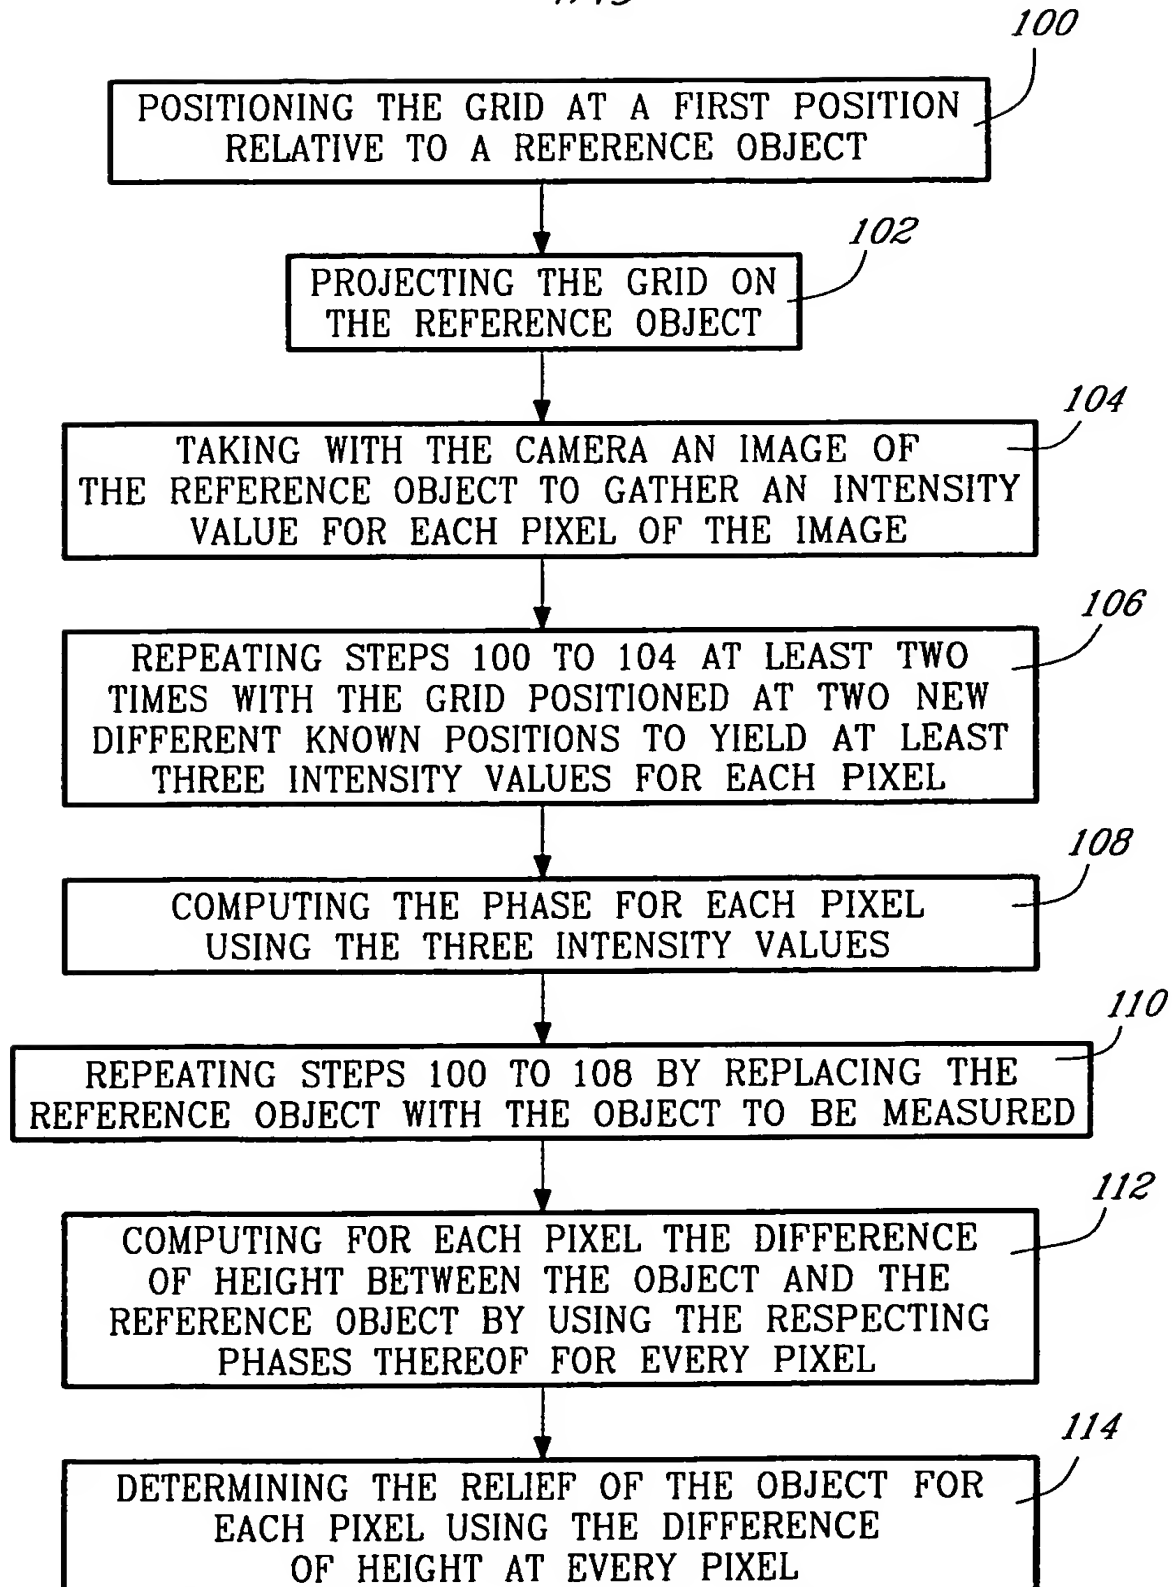 100
POSITIONING THE GRID AT A FIRST POSITION
RELATIVE TO A REFERENCE OBJECT
102
PROJECTING THE GRID ON
THE REFERENCE OBJECT
104
TAKING WITH THE CAMERA AN IMAGE OF
THE REFERENCE OBJECT TO GATHER AN INTENSITY
VALUE FOR EACH PIXEL OF THE IMAGE
106
REPEATING STEPS 100 TO 104 AT LEAST TWO
TIMES WITH THE GRID POSITIONED AT TWO NEW
DIFFERENT KNOWN POSITIONS TO YIELD AT LEAST
THREE INTENSITY VALUES FOR EACH PIXEL
108
COMPUTING THE PHASE FOR EACH PIXEL
USING THE THREE INTENSITY VALUES
110
REPEATING STEPS 100 TO 108 BY REPLACING THE
REFERENCE OBJECT WITH THE OBJECT TO BE MEASURED
112
COMPUTING FOR EACH PIXEL THE DIFFERENCE
OF HEIGHT BETWEEN THE OBJECT AND THE
REFERENCE OBJECT BY USING THE RESPECTING
PHASES THEREOF FOR EVERY PIXEL
114
DETERMINING THE RELIEF OF THE OBJECT FOR
EACH PIXEL USING THE DIFFERENCE
OF HEIGHT AT EVERY PIXEL